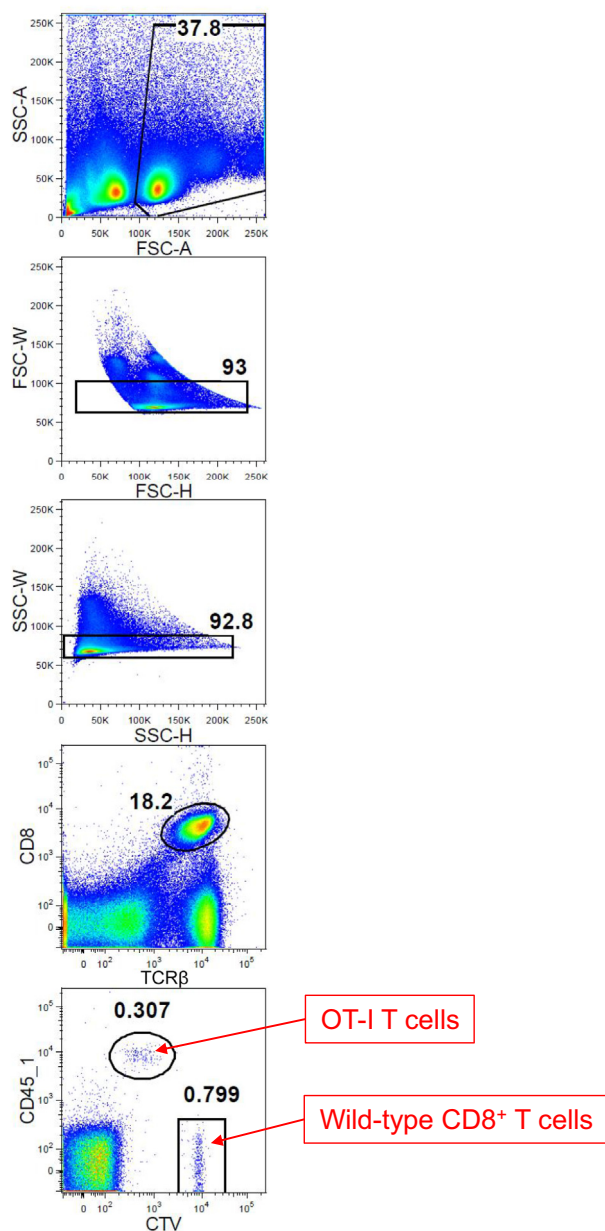 37.8
SSC-A
250K
200K
150K
100K
50K
0
0 50K 100K 150K 200K 250K
FSC-A
93
FSC-W
250K
200K
150K
100K
50K
0
0 50K 100K 150K 200K 250K
FSC-H
92.8
SSC-W
250K
200K
150K
100K
50K
0
0 50K 100K 150K 200K 250K
SSC-H
18.2
CD8
10⁵
10⁴
10³
10²
0
0 10² 10³ 10⁴ 10⁵
TCRβ
0.307
0.799
CD45_1
10⁵
10⁴
10³
10²
0
0 10² 10³ 10⁴ 10⁵
CTV
OT-I T cells
Wild-type CD8⁺ T cells